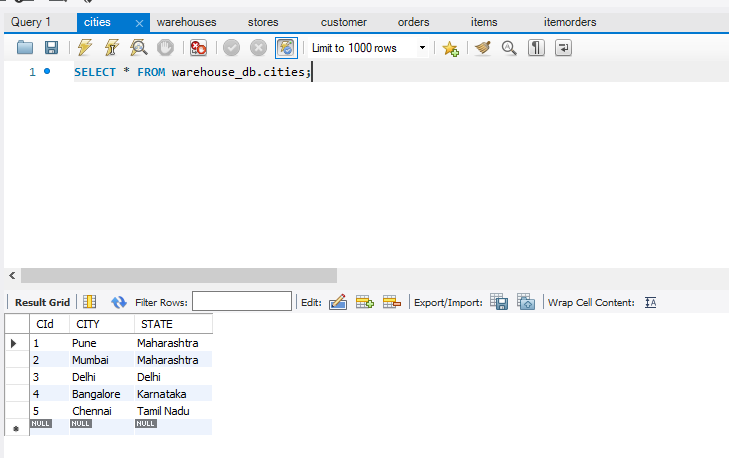 Query 1 cities × warehouses stores customer orders items itemorders
Limit to 1000 rows
1 SELECT * FROM warehouse_db.cities;
Result Grid Filter Rows: Edit: Export/Import: Wrap Cell Content:
CId CITY STATE
1 Pune Maharashtra
2 Mumbai Maharashtra
3 Delhi Delhi
4 Bangalore Karnataka
5 Chennai Tamil Nadu
NULL NULL NULL